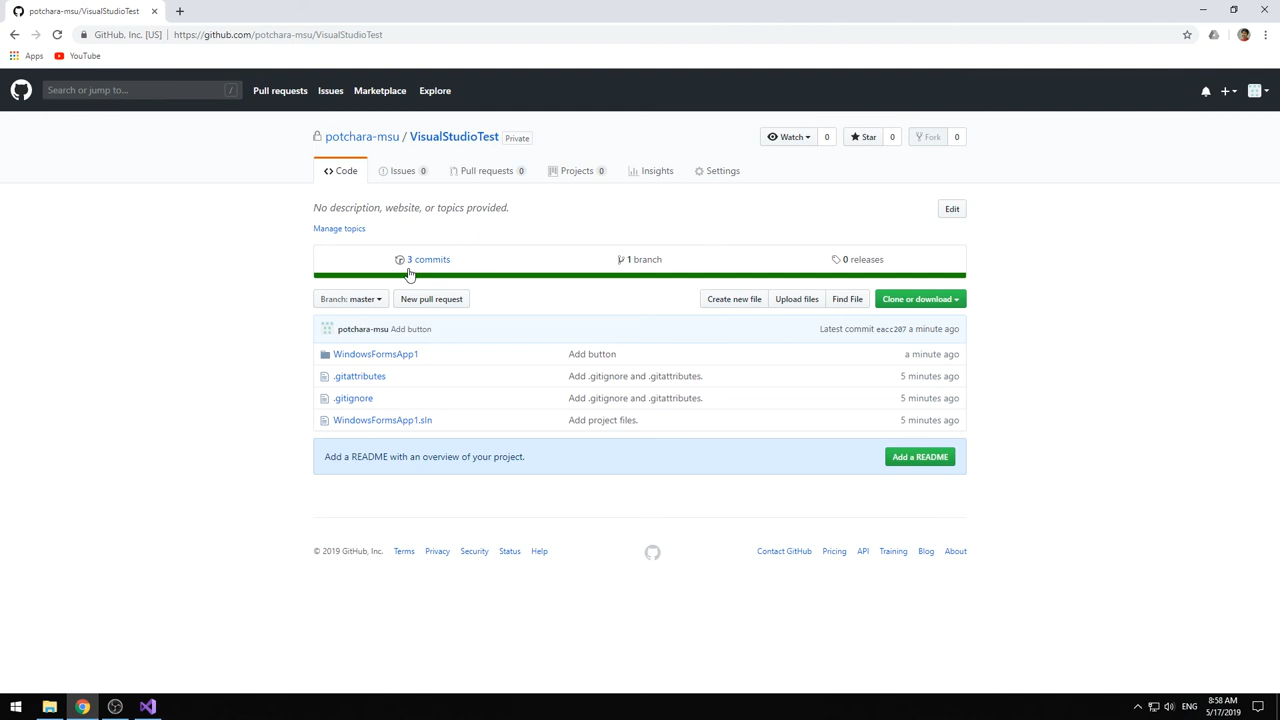 potchara-msu/VisualStudioTest
GitHub, Inc. [US]
https://github.com/potchara-msu/VisualStudioTest
Apps
YouTube
Search or jump to...
/
Pull requests
Issues
Marketplace
Explore
potchara-msu / VisualStudioTest
Private
Watch
0
Star
0
Fork
0
Code
Issues 0
Pull requests 0
Projects 0
Insights
Settings
No description, website, or topics provided.
Edit
Manage topics
3 commits
1 branch
0 releases
Branch: master
New pull request
Create new file
Upload files
Find File
Clone or download
potchara-msu Add button
Latest commit eacc207 a minute ago
WindowsFormsApp1
Add button
a minute ago
.gitattributes
Add .gitignore and .gitattributes.
5 minutes ago
.gitignore
Add .gitignore and .gitattributes.
5 minutes ago
WindowsFormsApp1.sln
Add project files.
5 minutes ago
Add a README with an overview of your project.
Add a README
© 2019 GitHub, Inc.
Terms
Privacy
Security
Status
Help
Contact GitHub
Pricing
API
Training
Blog
About
ENG
8:58 AM
5/17/2019